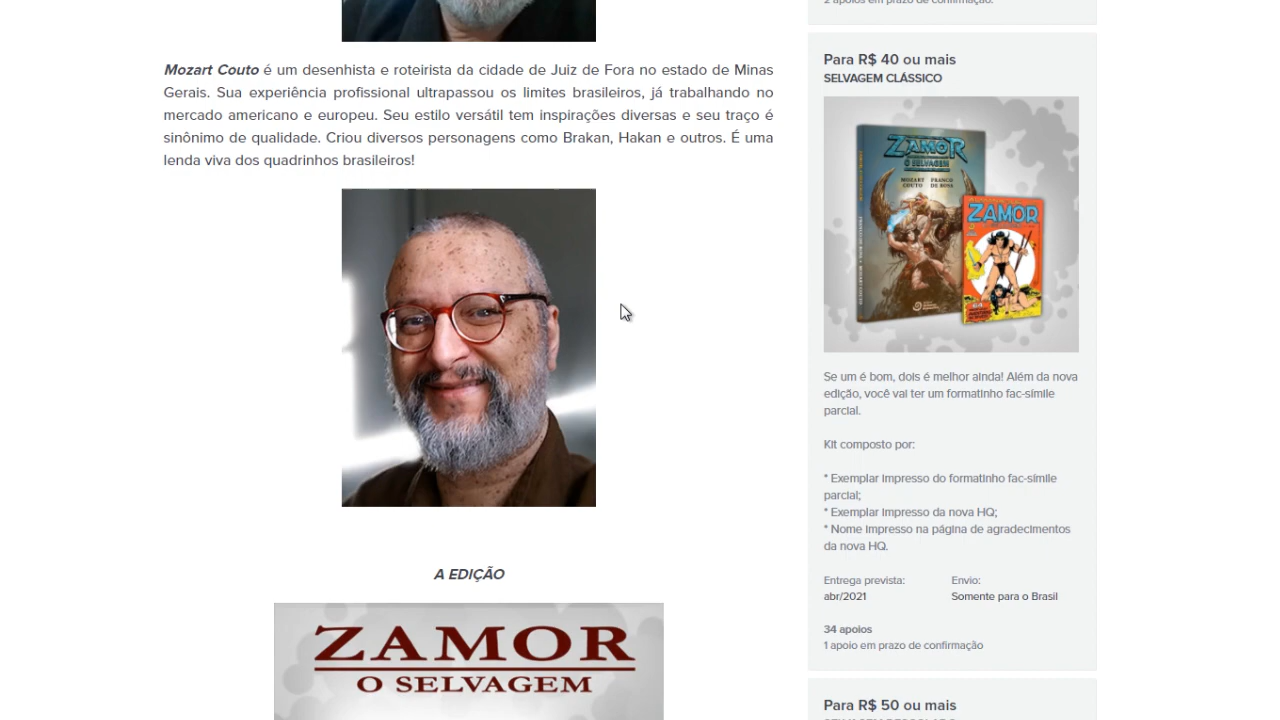 Mozart Couto é um desenhista e roteirista da cidade de Juiz de Fora no estado de Minas
Gerais. Sua experiência profissional ultrapassou os limites brasileiros, já trabalhando no
mercado americano e europeu. Seu estilo versátil tem inspirações diversas e seu traço é
sinônimo de qualidade. Criou diversos personagens como Brakan, Hakan e outros. É uma
lenda viva dos quadrinhos brasileiros!
A EDIÇÃO
ZAMOR
O SELVAGEM
2 apoios em prazo de confirmação.
Para R$ 40 ou mais
SELVAGEM CLÁSSICO
ZAMOR
O SELVAGEM
MOZART COUTO
FRANCO DE ROSA
ZAMOR
Se um é bom, dois é melhor ainda! Além da nova
edição, você vai ter um formatinho fac-símile
parcial.
Kit composto por:
* Exemplar impresso do formatinho fac-símile
parcial;
* Exemplar impresso da nova HQ;
* Nome impresso na página de agradecimentos
da nova HQ.
Entrega prevista:
abr/2021
Envio:
Somente para o Brasil
34 apoios
1 apoio em prazo de confirmação
Para R$ 50 ou mais